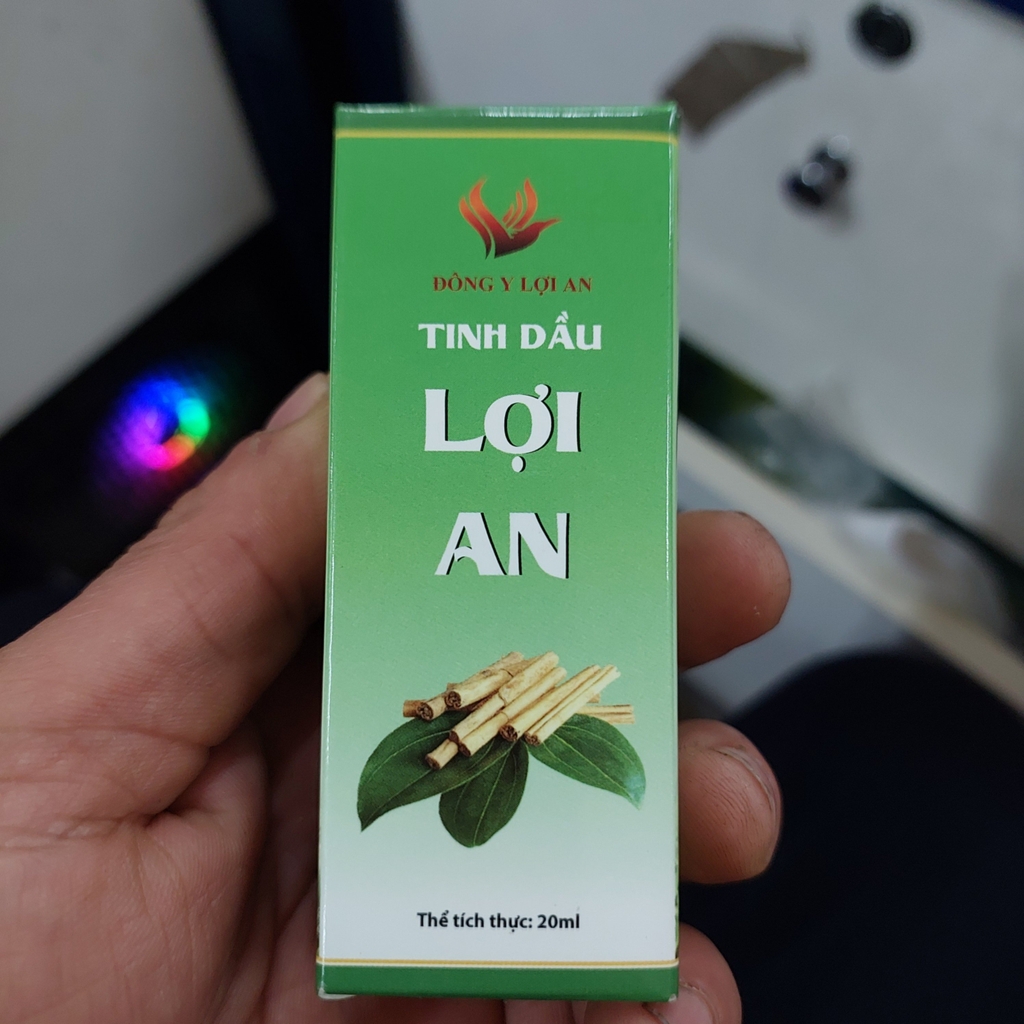 ĐÔNG Y LỢI AN
TINH DẦU
LỢI
AN
Thể tích thực: 20ml